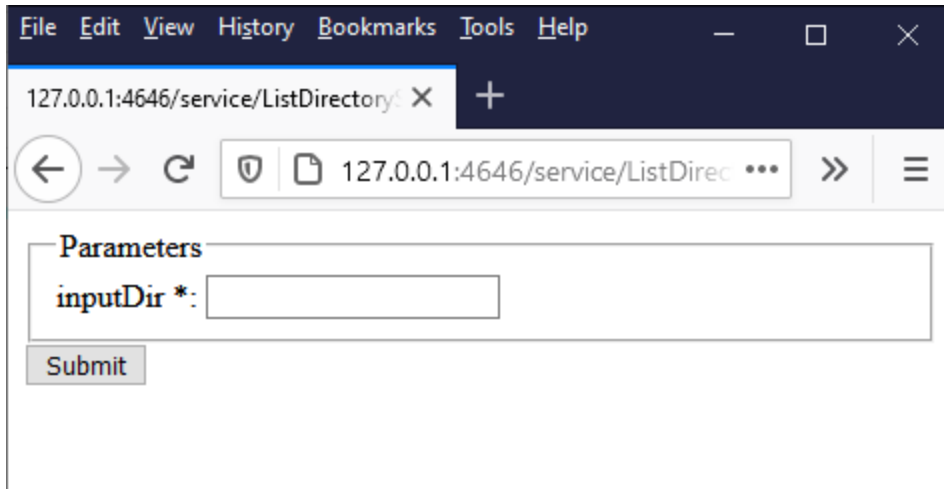 File Edit View History Bookmarks Tools Help
127.0.0.1:4646/service/ListDirectoryS
127.0.0.1:4646/service/ListDirec
Parameters
inputDir *:
Submit